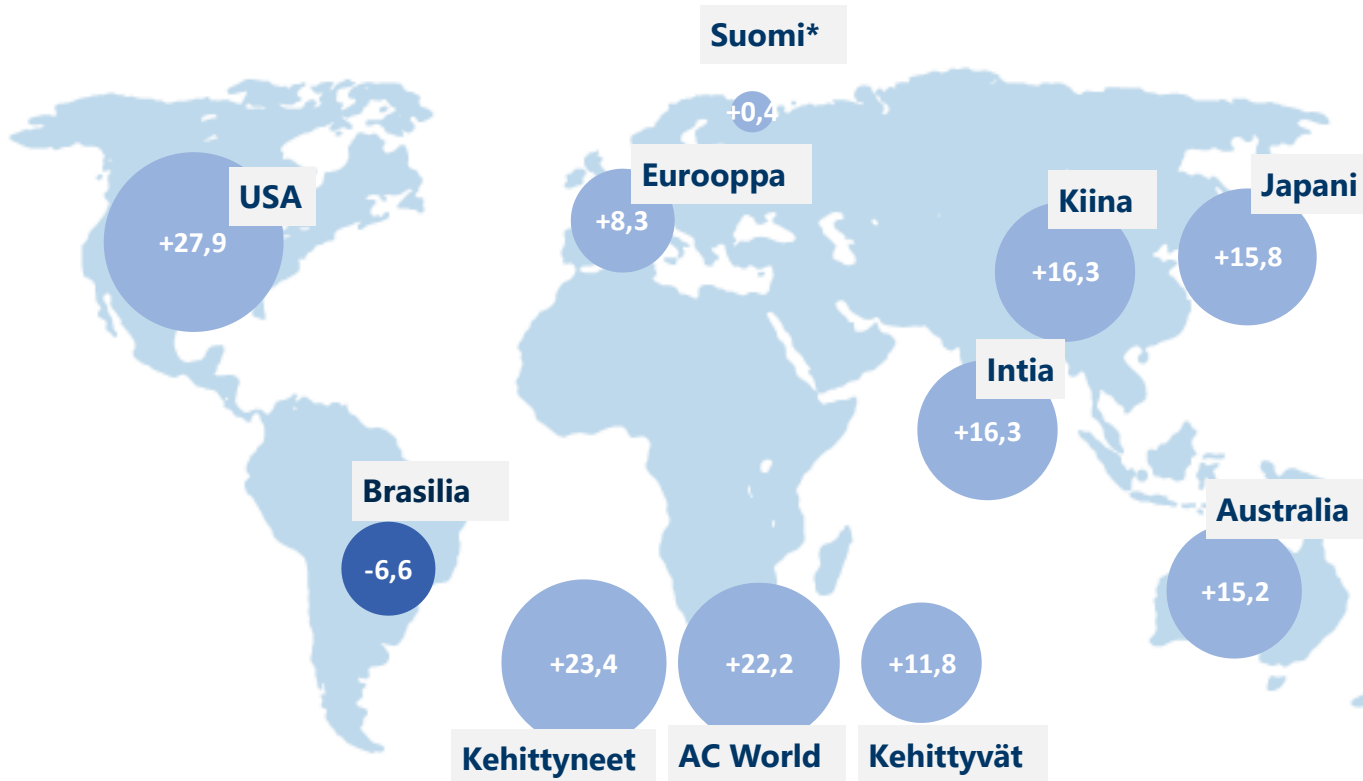 Suomi*
+0,4
Eurooppa
+8,3
USA
+27,9
Kiina
+16,3
Japani
+15,8
Intia
+16,3
Brasilia
-6,6
Australia
+15,2
+23,4
Kehittyneet
+22,2
AC World
+11,8
Kehittyvät